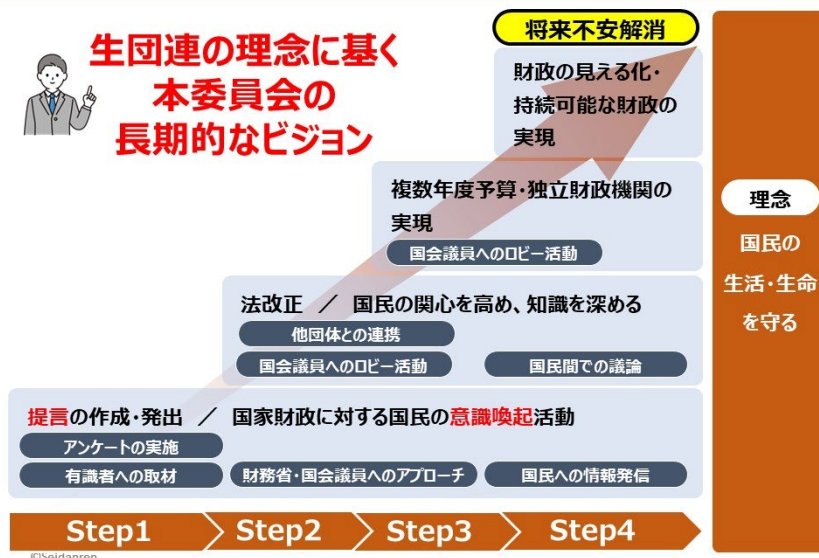 生団連の理念に基く
本委員会の
長期的なビジョン
将来不安解消
財政の見える化・
持続可能な財政の
実現
複数年度予算・独立財政機関の
実現
国会議員へのロビー活動
法改正 ／ 国民の関心を高め、知識を深める
他団体との連携
国会議員へのロビー活動 国民間での議論
提言の作成・発出 ／ 国家財政に対する国民の意識喚起活動
アンケートの実施
有識者への取材 財務省・国会議員へのアプローチ 国民への情報発信
Step1 Step2 Step3 Step4
理念
国民の
生活・生命
を守る
©Seidanren